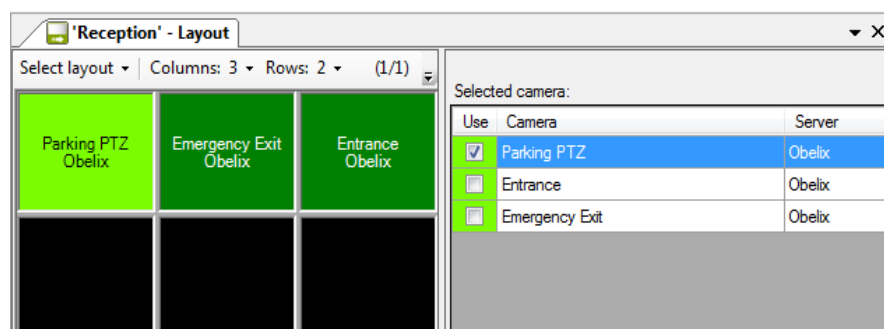 'Reception' - Layout
Select layout Columns: 3 Rows: 2 (1/1)
Parking PTZ
Obelix
Emergency Exit
Obelix
Entrance
Obelix
Selected camera:
Use Camera Server
Parking PTZ Obelix
Entrance Obelix
Emergency Exit Obelix